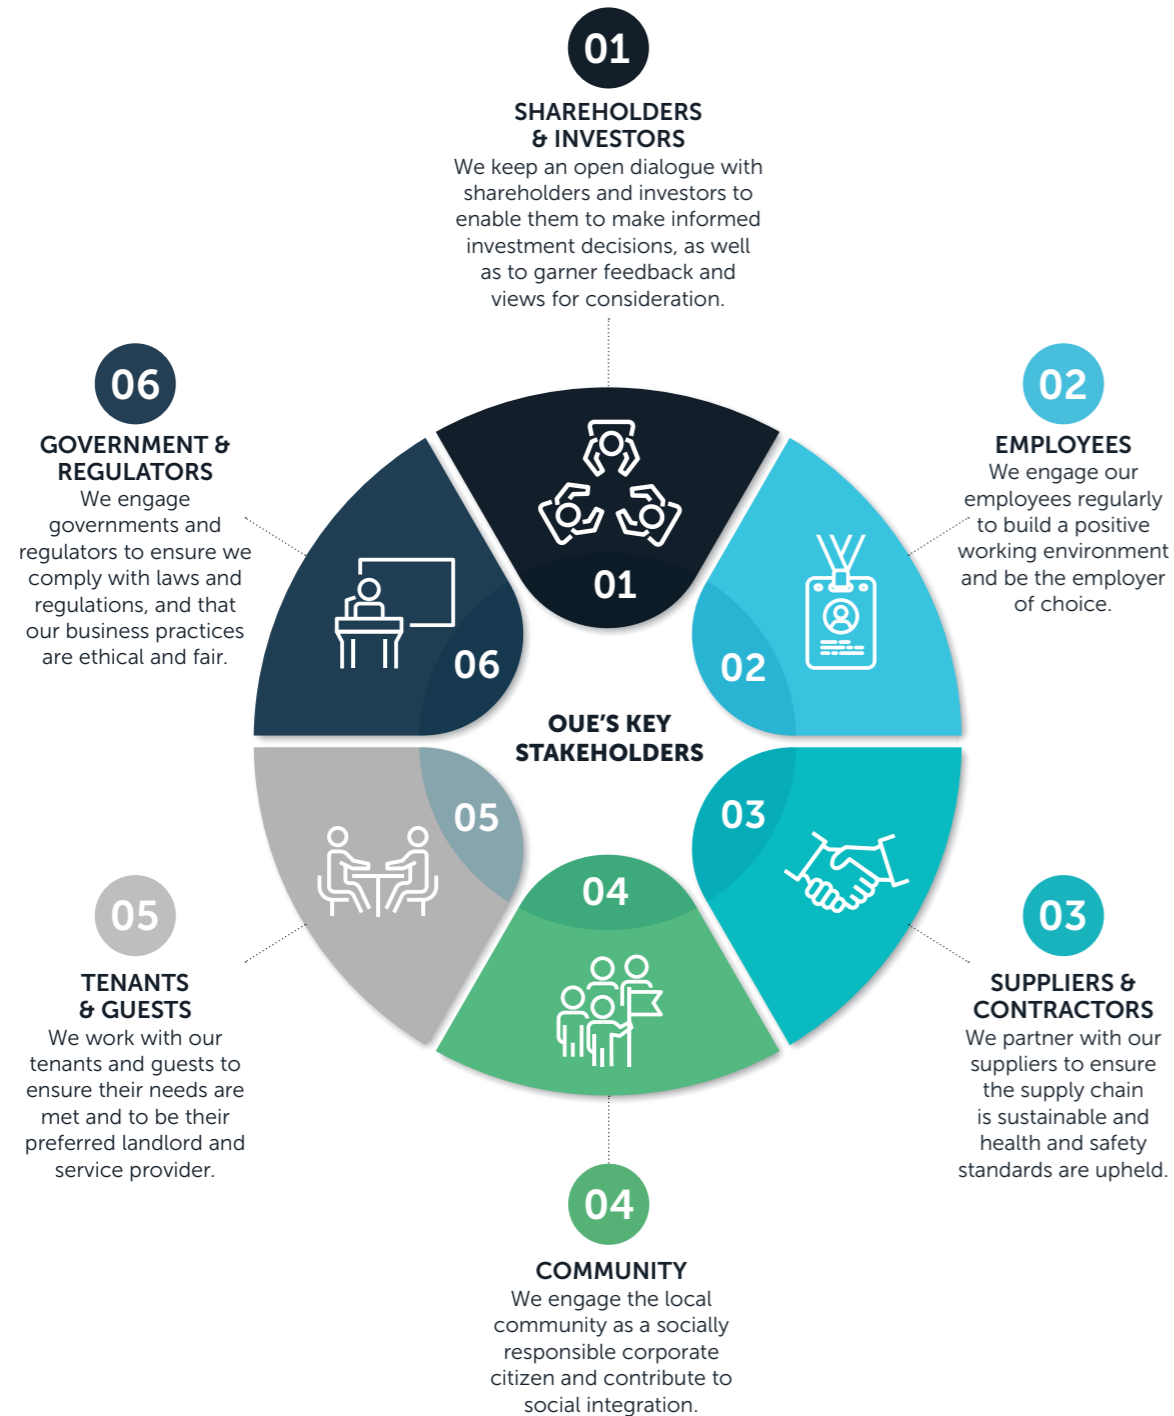 01
SHAREHOLDERS
& INVESTORS
We keep an open dialogue with
shareholders and investors to
enable them to make informed
investment decisions, as well
as to garner feedback and
views for consideration.
06
GOVERNMENT &
REGULATORS
We engage
governments and
regulators to ensure we
comply with laws and
regulations, and that
our business practices
are ethical and fair.
02
EMPLOYEES
We engage our
employees regularly
to build a positive
working environment
and be the employer
of choice.
01
06
02
OUE'S KEY
STAKEHOLDERS
05
03
04
05
TENANTS
& GUESTS
We work with our
tenants and guests to
ensure their needs are
met and to be their
preferred landlord and
service provider.
03
SUPPLIERS &
CONTRACTORS
We partner with our
suppliers to ensure
the supply chain
is sustainable and
health and safety
standards are upheld.
04
COMMUNITY
We engage the local
community as a socially
responsible corporate
citizen and contribute to
social integration.